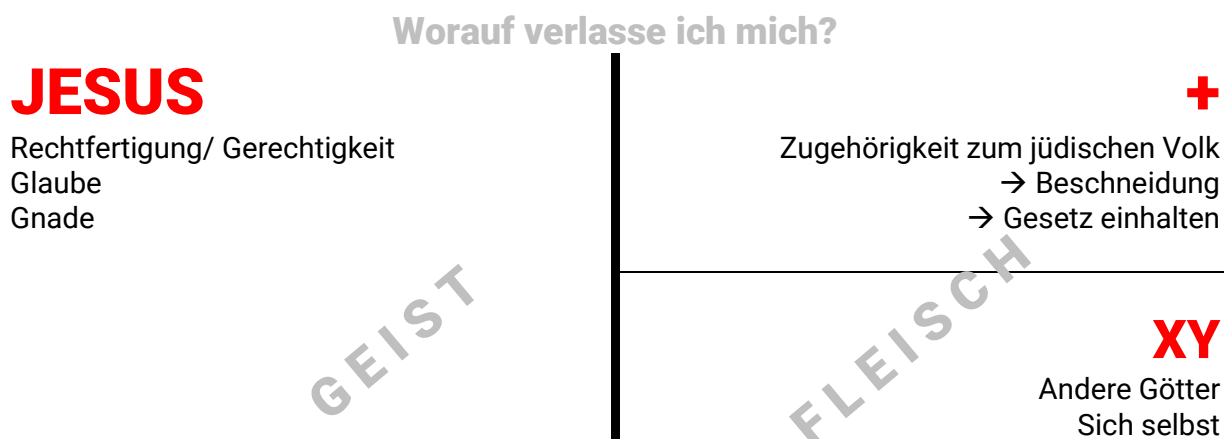 Worauf verlasse ich mich?
JESUS
Rechtfertigung/ Gerechtigkeit
Glaube
Gnade
GEIST
+
Zugehörigkeit zum jüdischen Volk
→ Beschneidung
→ Gesetz einhalten
FLEISCH
XY
Andere Götter
Sich selbst